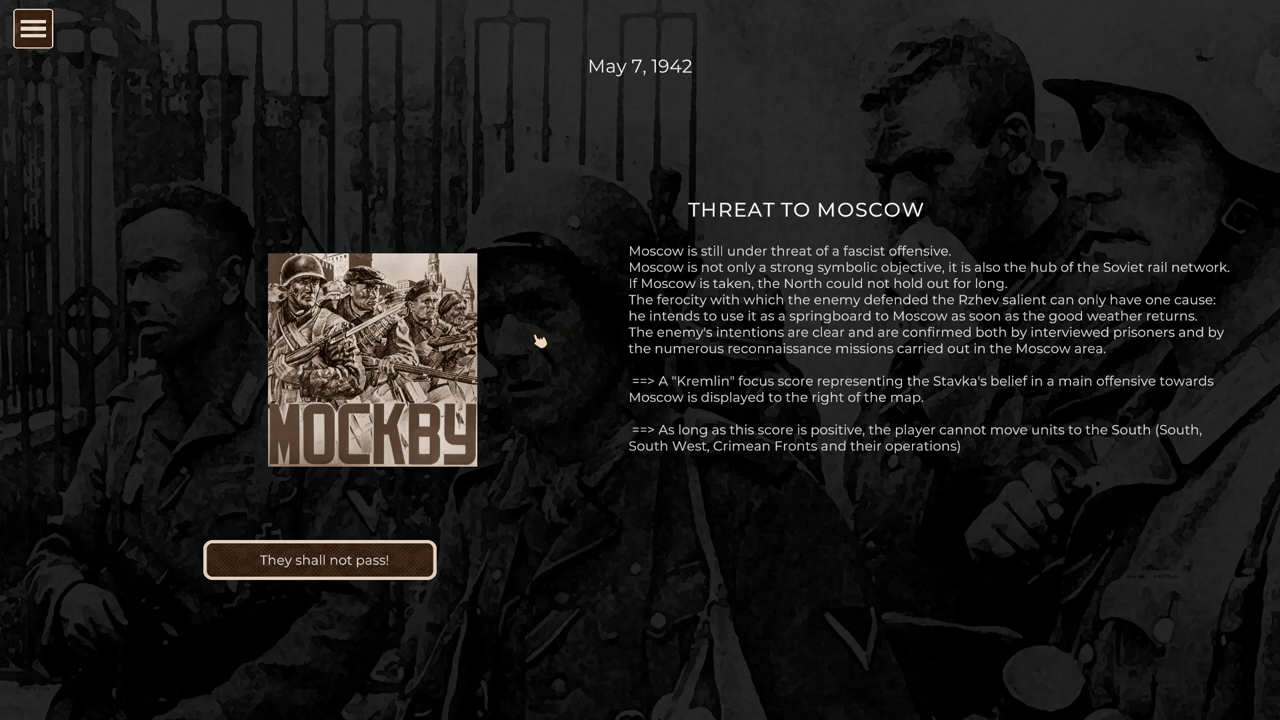 May 7, 1942
THREAT TO MOSCOW
Moscow is still under threat of a fascist offensive.
Moscow is not only a strong symbolic objective, it is also the hub of the Soviet rail network.
If Moscow is taken, the North could not hold out for long.
The ferocity with which the enemy defended the Rzhev salient can only have one cause:
he intends to use it as a springboard to Moscow as soon as the good weather returns.
The enemy's intentions are clear and are confirmed both by interviewed prisoners and by
the numerous reconnaissance missions carried out in the Moscow area.
==> A "Kremlin" focus score representing the Stavka's belief in a main offensive towards
Moscow is displayed to the right of the map.
==> As long as this score is positive, the player cannot move units to the South (South,
South West, Crimean Fronts and their operations)
МОСКВУ
They shall not pass!